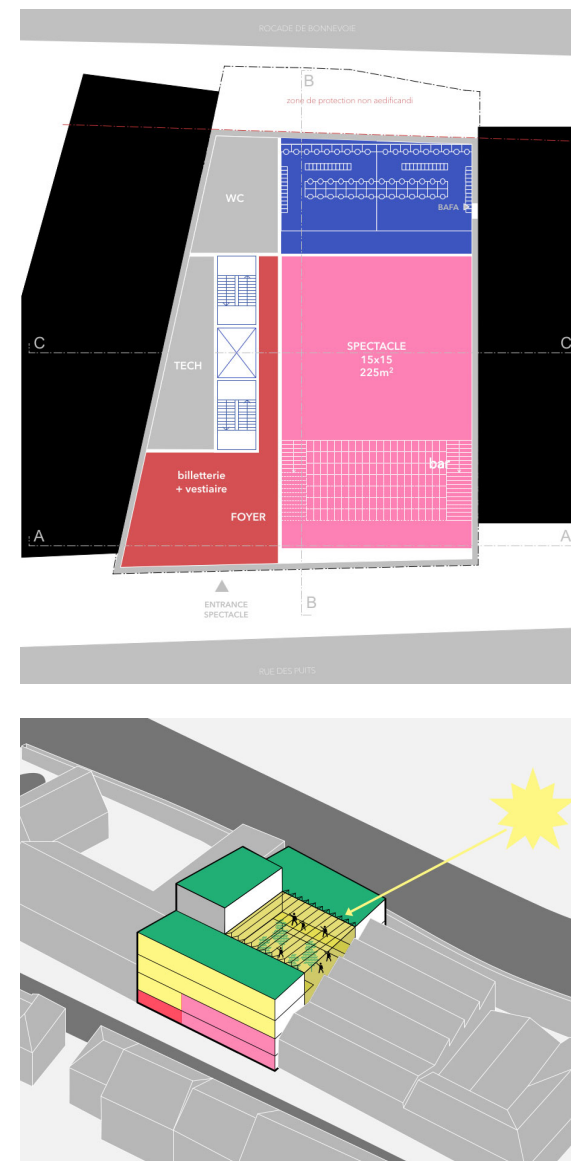 ROCADE DE BONNEVOIE
B
zone de protection non aedificandi
WC
BAFA
C
C
SPECTACLE
15x15
225m²
TECH
bar
billetterie
+ vestiaire
FOYER
A
A
ENTRANCE
SPECTACLE
B
RUE DES PUITS